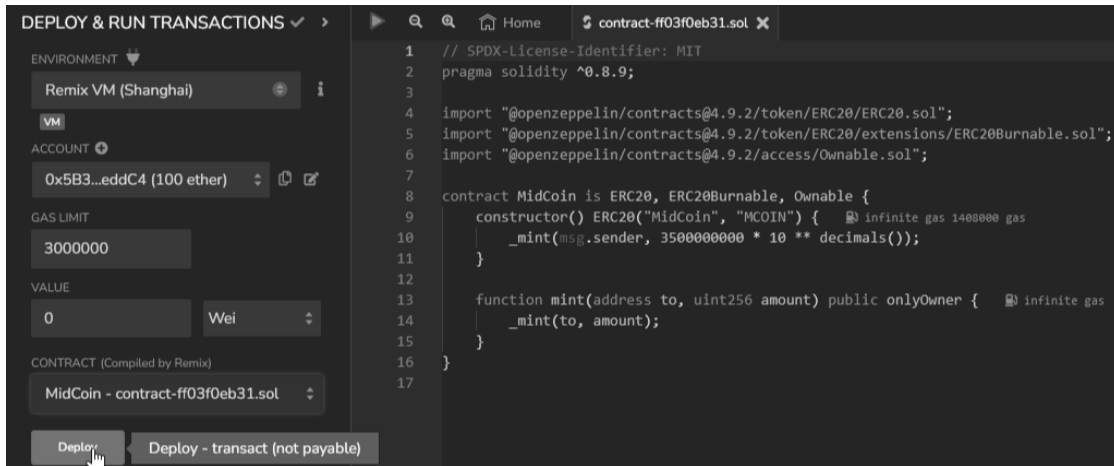 DEPLOY & RUN TRANSACTIONS
ENVIRONMENT
Remix VM (Shanghai)
VM
ACCOUNT
0x5B3...eddC4 (100 ether)
GAS LIMIT
3000000
VALUE
0
Wei
CONTRACT (Compiled by Remix)
MidCoin - contract-ff03f0eb31.sol
Deploy
Deploy - transact (not payable)
Home
contract-ff03f0eb31.sol
1 // SPDX-License-Identifier: MIT
2 pragma solidity ^0.8.9;
3
4 import "@openzeppelin/contracts@4.9.2/token/ERC20/ERC20.sol";
5 import "@openzeppelin/contracts@4.9.2/token/ERC20/extensions/ERC20Burnable.sol";
6 import "@openzeppelin/contracts@4.9.2/access/Ownable.sol";
7
8 contract MidCoin is ERC20, ERC20Burnable, Ownable {
9 constructor() ERC20("MidCoin", "MCOIN") { infinite gas 1408000 gas
10 _mint(msg.sender, 3500000000 * 10 ** decimals());
11 }
12
13 function mint(address to, uint256 amount) public onlyOwner { infinite gas
14 _mint(to, amount);
15 }
16 }
17